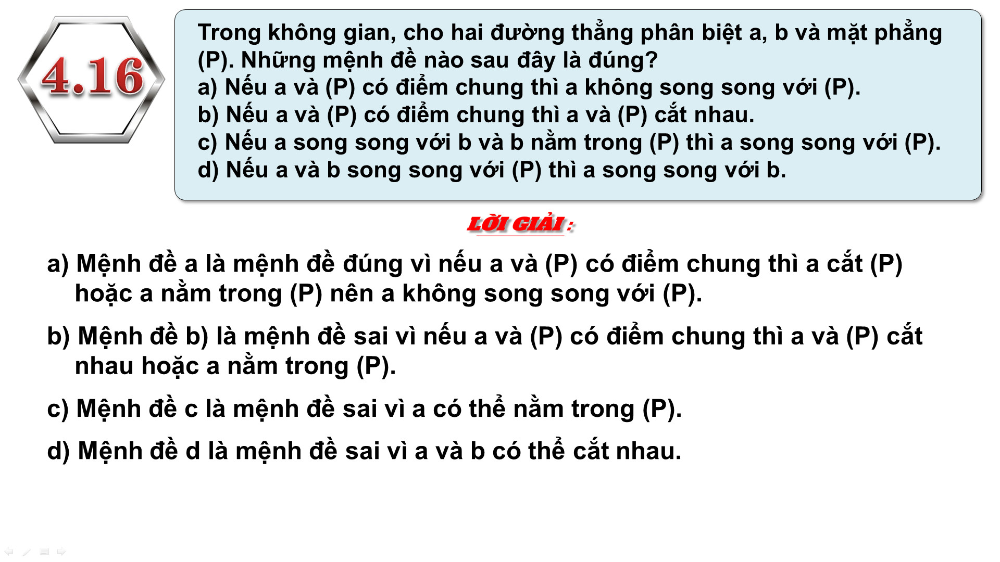 4.16
Trong không gian, cho hai đường thẳng phân biệt a, b và mặt phẳng
(P). Những mệnh đề nào sau đây là đúng?
a) Nếu a và (P) có điểm chung thì a không song song với (P).
b) Nếu a và (P) có điểm chung thì a và (P) cắt nhau.
c) Nếu a song song với b và b nằm trong (P) thì a song song với (P).
d) Nếu a và b song song với (P) thì a song song với b.
LỜI GIẢI :
a) Mệnh đề a là mệnh đề đúng vì nếu a và (P) có điểm chung thì a cắt (P)
hoặc a nằm trong (P) nên a không song song với (P).
b) Mệnh đề b) là mệnh đề sai vì nếu a và (P) có điểm chung thì a và (P) cắt
nhau hoặc a nằm trong (P).
c) Mệnh đề c là mệnh đề sai vì a có thể nằm trong (P).
d) Mệnh đề d là mệnh đề sai vì a và b có thể cắt nhau.